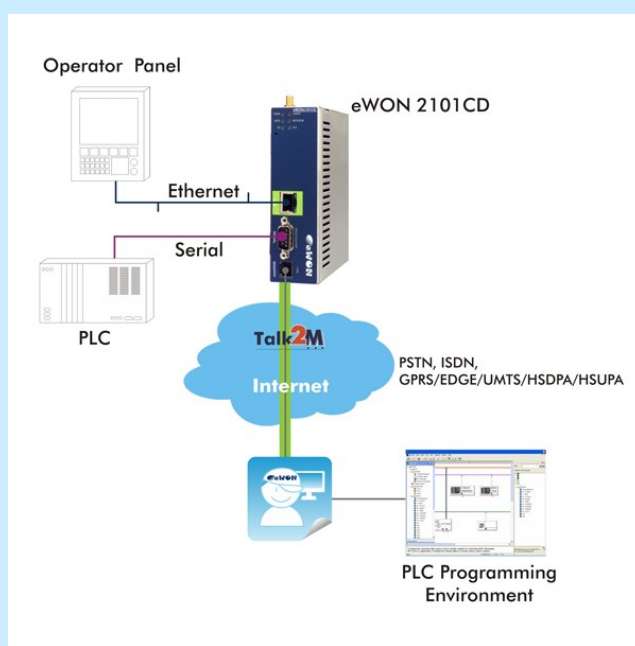 Operator Panel
eWON 2101CD
Ethernet
eWON
Serial
PLC
Talk2M
Internet
PSTN, ISDN,
GPRS/EDGE/UMTS/HSDPA/HSUPA
eWON
PLC Programming
Environment